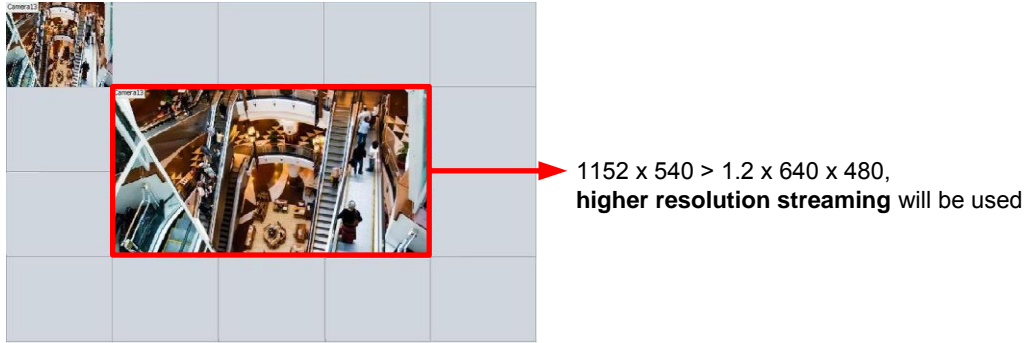 Camera13
Camera13
1152 x 540 > 1.2 x 640 x 480,
higher resolution streaming will be used